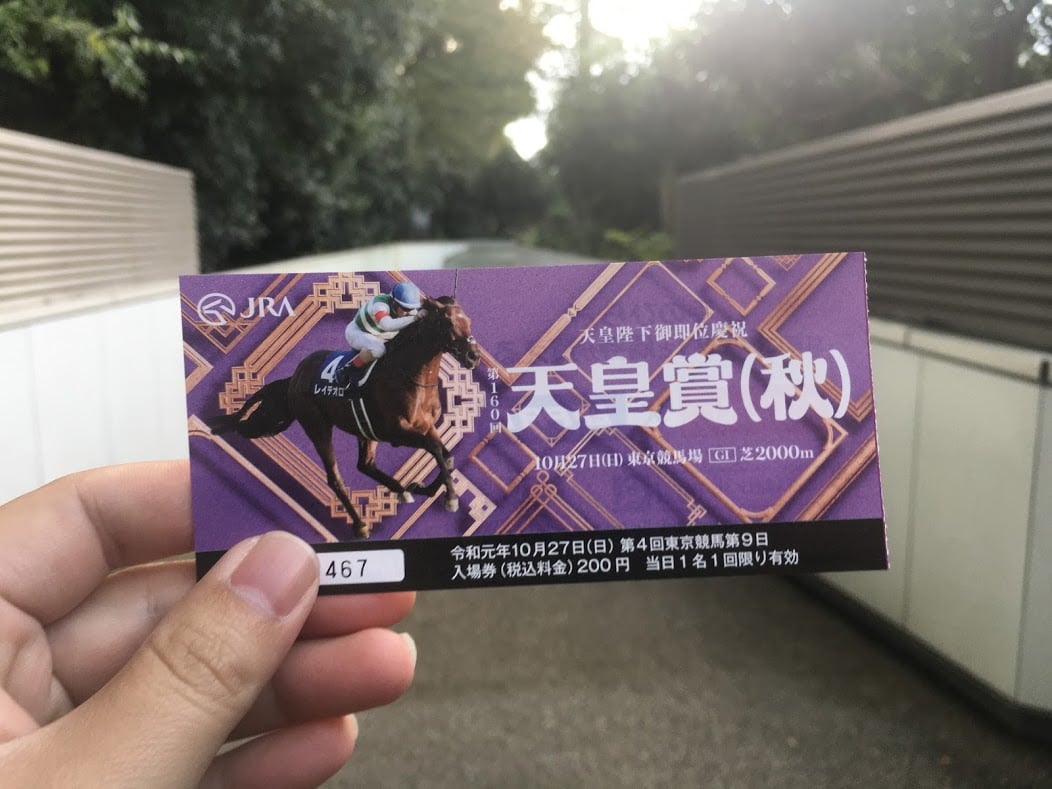 JRA
天皇陛下御即位慶祝
第160回
天皇賞(秋)
10月27日(日) 東京競馬場 GI 芝2000m
4
レイデオロ
467
令和元年10月27日(日) 第4回東京競馬第9日
入場券(税込料金)200円 当日1名1回限り有効